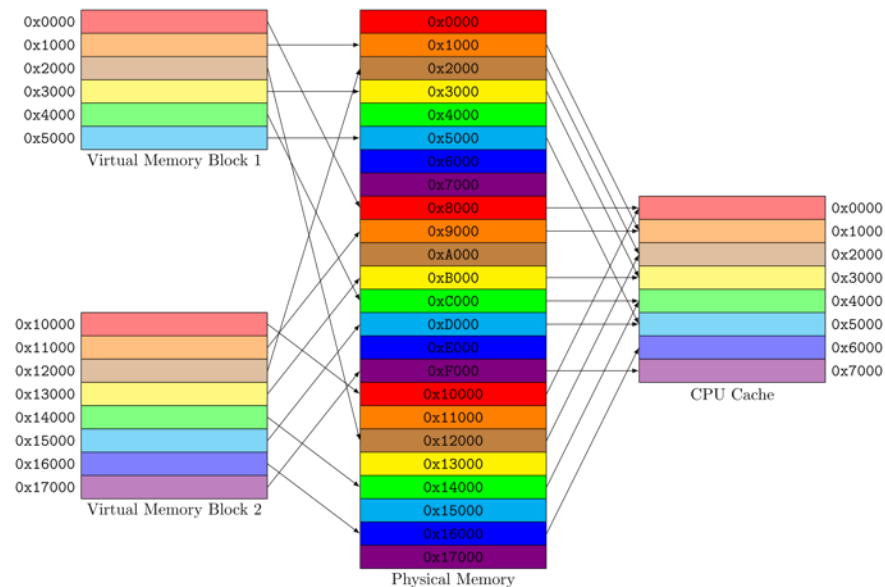 0x0000
0x1000
0x2000
0x3000
0x4000
0x5000
Virtual Memory Block 1
0x10000
0x11000
0x12000
0x13000
0x14000
0x15000
0x16000
0x17000
Virtual Memory Block 2
0x0000
0x1000
0x2000
0x3000
0x4000
0x5000
0x6000
0x7000
0x8000
0x9000
0xA000
0xB000
0xC000
0xD000
0xE000
0xF000
0x10000
0x11000
0x12000
0x13000
0x14000
0x15000
0x16000
0x17000
Physical Memory
0x0000
0x1000
0x2000
0x3000
0x4000
0x5000
0x6000
0x7000
CPU Cache